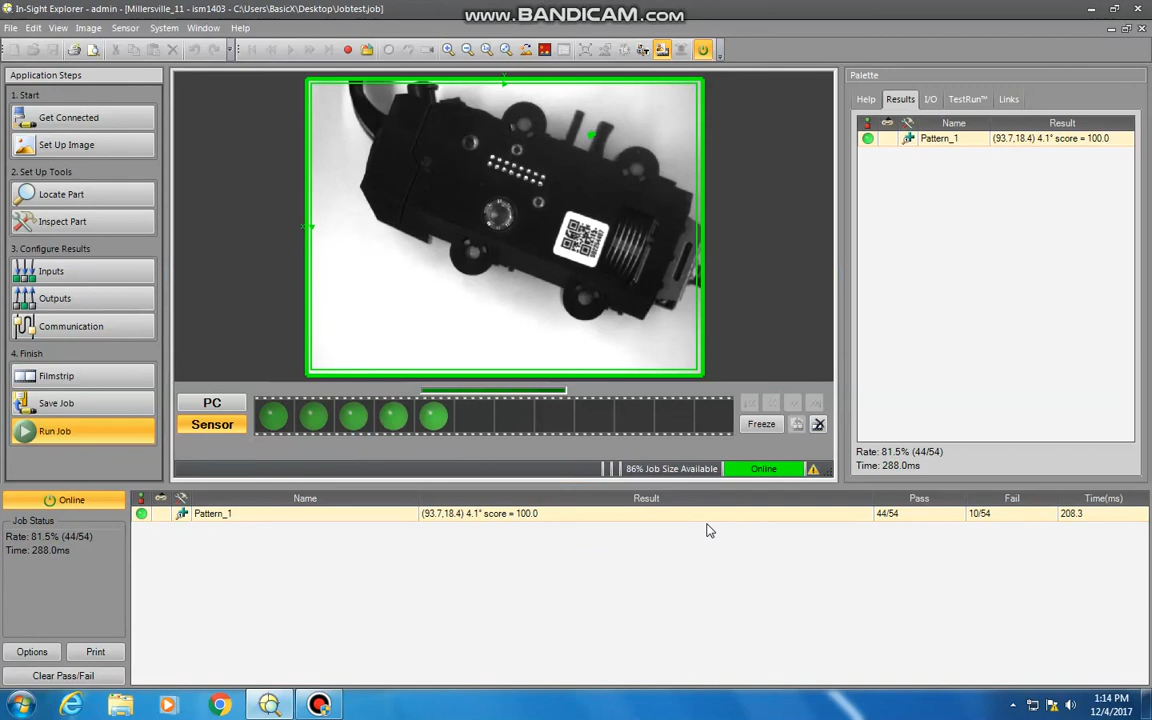 In-Sight Explorer - admin - [Millersville_11 - ism1403 - C:\Users\BasicX\Desktop\Jobtest.job]
www.BANDICAM.com
File Edit View Image Sensor System Window Help
Application Steps
1. Start
Get Connected
Set Up Image
2. Set Up Tools
Locate Part
Inspect Part
3. Configure Results
Inputs
Outputs
Communication
4. Finish
Filmstrip
Save Job
Run Job
PC
Sensor
Freeze
86% Job Size Available
Online
Palette
Help Results I/O TestRun™ Links
Name Result
Pattern_1 (93.7,18.4) 4.1° score = 100.0
Rate: 81.5% (44/54)
Time: 288.0ms
Online
Job Status
Rate: 81.5% (44/54)
Time: 288.0ms
Options Print
Clear Pass/Fail
Name Result Pass Fail Time(ms)
Pattern_1 (93.7,18.4) 4.1° score = 100.0 44/54 10/54 208.3
1:14 PM
12/4/2017